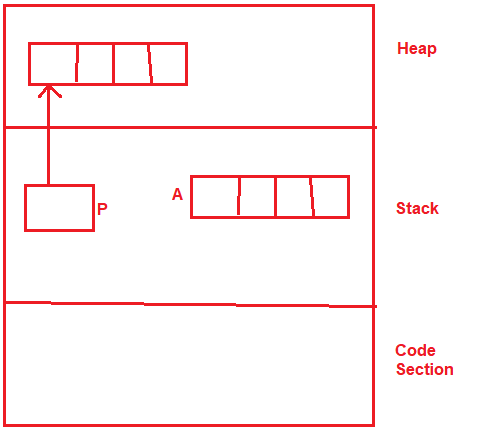 Heap
P
A
Stack
Code
Section